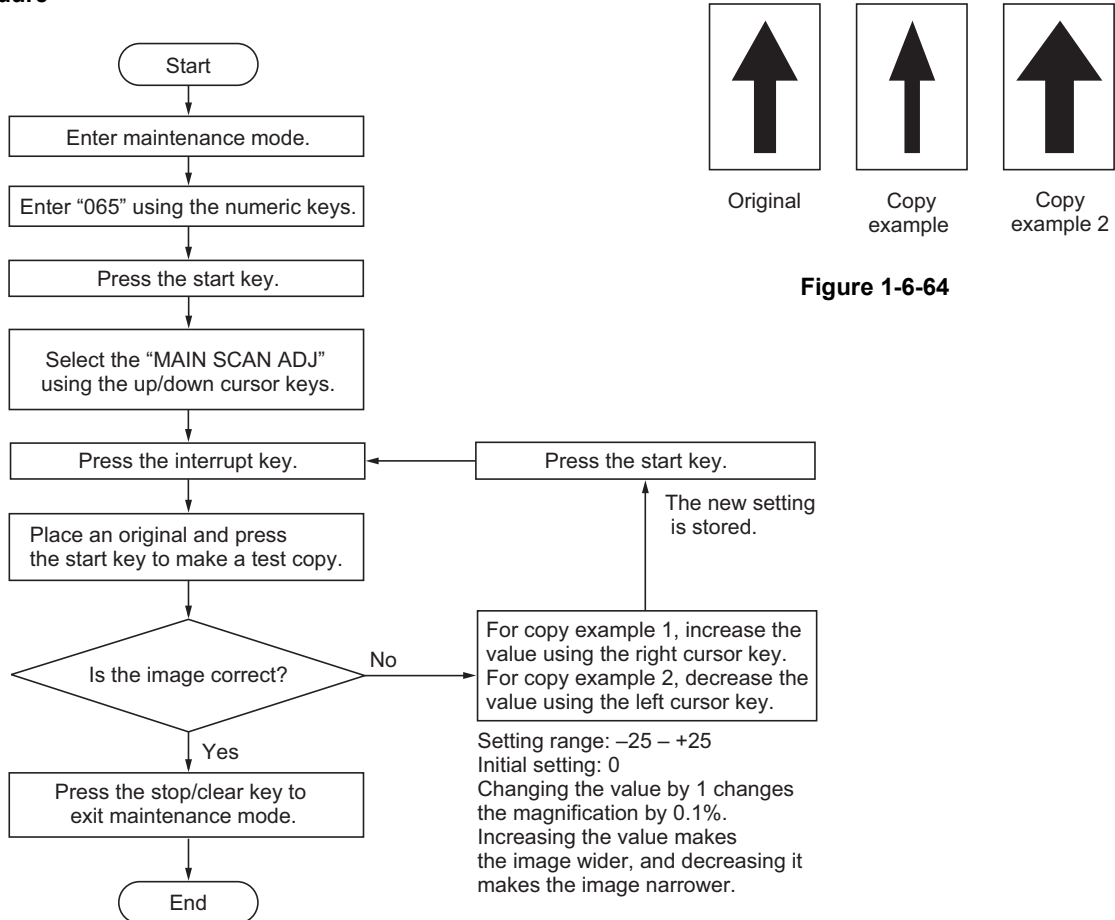 Start
Enter maintenance mode.
Enter “065” using the numeric keys.
Press the start key.
Select the “MAIN SCAN ADJ”
using the up/down cursor keys.
Press the interrupt key.
Place an original and press
the start key to make a test copy.
Is the image correct?
No
Yes
Press the stop/clear key to
exit maintenance mode.
End
For copy example 1, increase the
value using the right cursor key.
For copy example 2, decrease the
value using the left cursor key.
Setting range: –25 – +25
Initial setting: 0
Changing the value by 1 changes
the magnification by 0.1%.
Increasing the value makes
the image wider, and decreasing it
makes the image narrower.
The new setting
is stored.
Press the start key.
Original
Copy
example
Copy
example 2
Figure 1-6-64